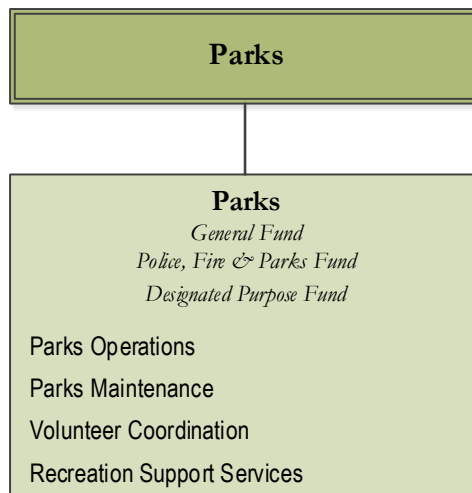 Parks
Parks
General Fund
Police, Fire & Parks Fund
Designated Purpose Fund
Parks Operations
Parks Maintenance
Volunteer Coordination
Recreation Support Services